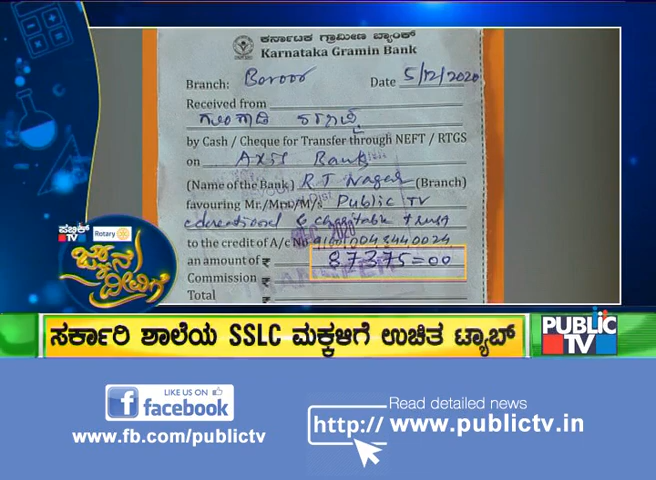 ಕರ್ನಾಟಕ ಗ್ರಾಮೀಣ ಬ್ಯಾಂಕ್
Karnataka Gramin Bank
Branch: Date 5/12/2020
Received from
by Cash / Cheque for Transfer through NEFT / RTGS
on AXIS Bank
(Name of the Bank) R T Nagar (Branch)
favouring Mr./Mrs./M/s Public TV
educational & charitable trust
to the credit of A/c No
an amount of ₹ 87375=00
Commission ₹
Total ₹
ಪಬ್ಲಿಕ್ TV
Rotary
ಜ್ಞಾನ ದೀವಿಗೆ
ಸರ್ಕಾರಿ ಶಾಲೆಯ SSLC ಮಕ್ಕಳಿಗೆ ಉಚಿತ ಟ್ಯಾಬ್
PUBLiC TV
LIKE US ON
facebook
www.fb.com/publictv
Read detailed news
http:// www.publictv.in